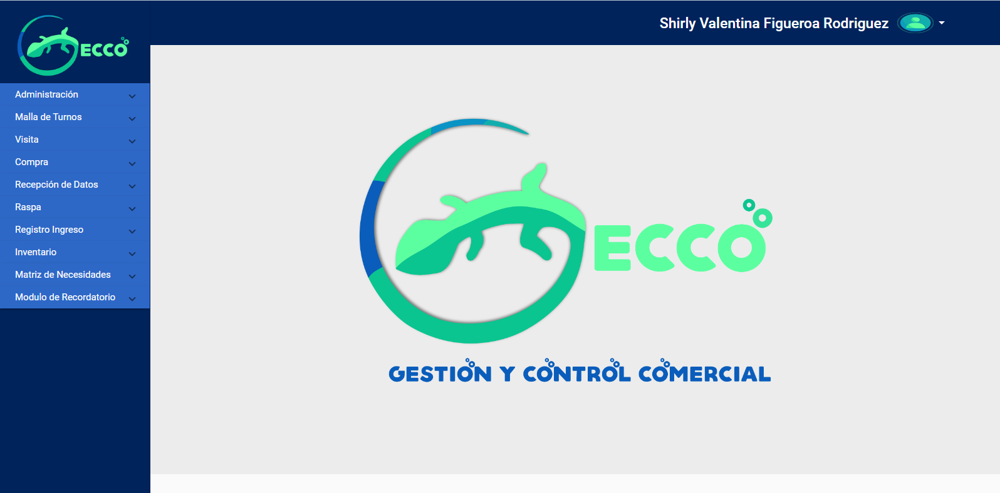 Shirly Valentina Figueroa Rodriguez
ECCO
Administración
Malla de Turnos
Visita
Compra
Recepción de Datos
Raspa
Registro Ingreso
Inventario
Matriz de Necesidades
Modulo de Recordatorio
ECCO
GESTION Y CONTROL COMERCIAL